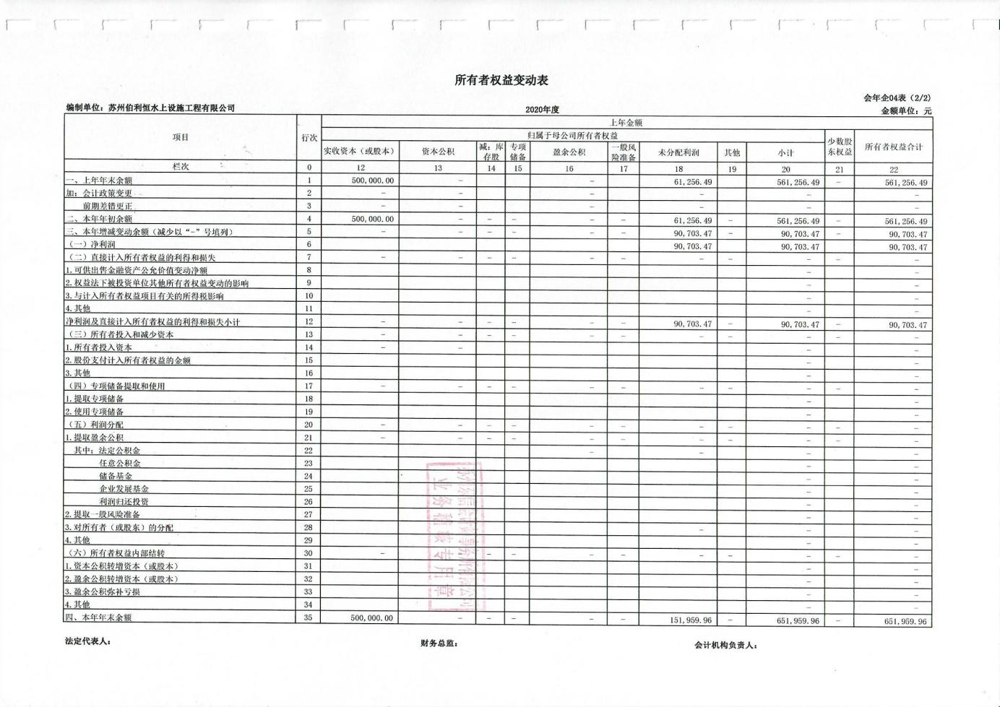 所有者权益变动表
会年企04表（2/2）
编制单位：苏州伯利恒水上设施工程有限公司 2020年度 金额单位：元
项目 行次 上年金额
归属于母公司所有者权益 少数股东权益 所有者权益合计
实收资本（或股本） 资本公积 减：库存股 专项储备 盈余公积 一般风险准备 未分配利润 其他 小计
栏次 0 12 13 14 15 16 17 18 19 20 21 22
一、上年年末余额 1 500,000.00 – – 61,256.49 561,256.49 – 561,256.49
加：会计政策变更 2 – – – – – –
前期差错更正 3 – – – – – –
二、本年年初余额 4 500,000.00 – – – – – 61,256.49 – 561,256.49 – 561,256.49
三、本年增减变动余额（减少以“-”号填列） 5 – – – – – – 90,703.47 – 90,703.47 – 90,703.47
（一）净利润 6 90,703.47 90,703.47 90,703.47
（二）直接计入所有者权益的利得和损失 7 – – – – – – – – – – –
1.可供出售金融资产公允价值变动净额 8 – –
2.权益法下被投资单位其他所有者权益变动的影响 9 – –
3.与计入所有者权益项目有关的所得税影响 10 – –
4.其他 11 – –
净利润及直接计入所有者权益的利得和损失小计 12 – – – – – – 90,703.47 – 90,703.47 – 90,703.47
（三）所有者投入和减少资本 13 – – – – – – – – – – –
1.所有者投入资本 14 – – – –
2.股份支付计入所有者权益的金额 15 – –
3.其他 16 – –
（四）专项储备提取和使用 17 – – – – – – – – – – –
1.提取专项储备 18 – –
2.使用专项储备 19 – –
（五）利润分配 20 – – – – – – – – – – –
1.提取盈余公积 21 – – – – – – – – – – –
其中：法定公积金 22 – – – –
任意公积金 23 – –
储备基金 24 – –
企业发展基金 25 – –
利润归还投资 26 – –
2.提取一般风险准备 27 – –
3.对所有者（或股东）的分配 28 – – –
4.其他 29 – –
（六）所有者权益内部结转 30 – – – – – – – – – –
1.资本公积转增资本（或股本） 31 – –
2.盈余公积转增资本（或股本） 32 – –
3.盈余公积弥补亏损 33 – –
4.其他 34 – –
四、本年年末余额 35 500,000.00 – – – – – 151,959.96 – 651,959.96 – 651,959.96
业务稽核专用章
法定代表人： 财务总监： 会计机构负责人：